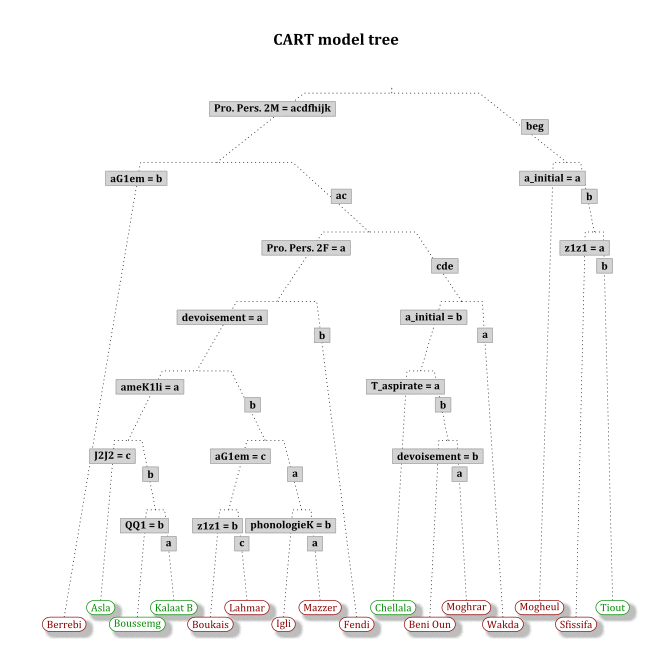 CART model tree
Pro. Pers. 2M = acdfhijk
beg
aG1em = b
a_initial = a
ac
b
Pro. Pers. 2F = a
z1z1 = a
cde
b
devoisement = a
a_initial = b
b
a
ameK1li = a
T_aspirate = a
b
b
J2J2 = c
aG1em = c
devoisement = b
b
a
a
QQ1 = b
z1z1 = b
phonologieK = b
a
c
a
Asla
Kalaat B
Lahmar
Mazzer
Chellala
Moghrar
Mogheul
Tiout
Berrebi
Boussemg
Boukais
Igli
Fendi
Beni Oun
Wakda
Sfissifa